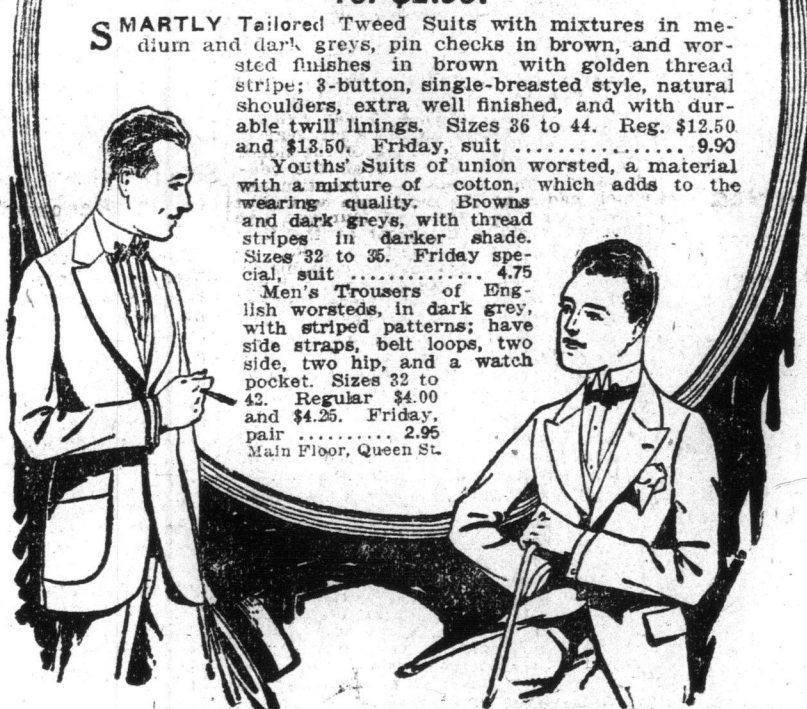 for $2.95.
SMARTLY Tailored Tweed Suits with mixtures in me-
dium and dark greys, pin checks in brown, and wor-
sted finishes in brown with golden thread
stripe; 3-button, single-breasted style, natural
shoulders, extra well finished, and with dur-
able twill linings. Sizes 36 to 44. Reg. $12.50
and $13.50. Friday, suit ................ 9.90
Youths' Suits of union worsted, a material
with a mixture of cotton, which adds to the
wearing quality. Browns
and dark greys, with thread
stripes in darker shade.
Sizes 32 to 35. Friday spe-
cial, suit ............. 4.75
Men's Trousers of Eng-
lish worsteds, in dark grey,
with striped patterns; have
side straps, belt loops, two
side, two hip, and a watch
pocket. Sizes 32 to
42. Regular $4.00
and $4.25. Friday,
pair .......... 2.95
Main Floor, Queen St.